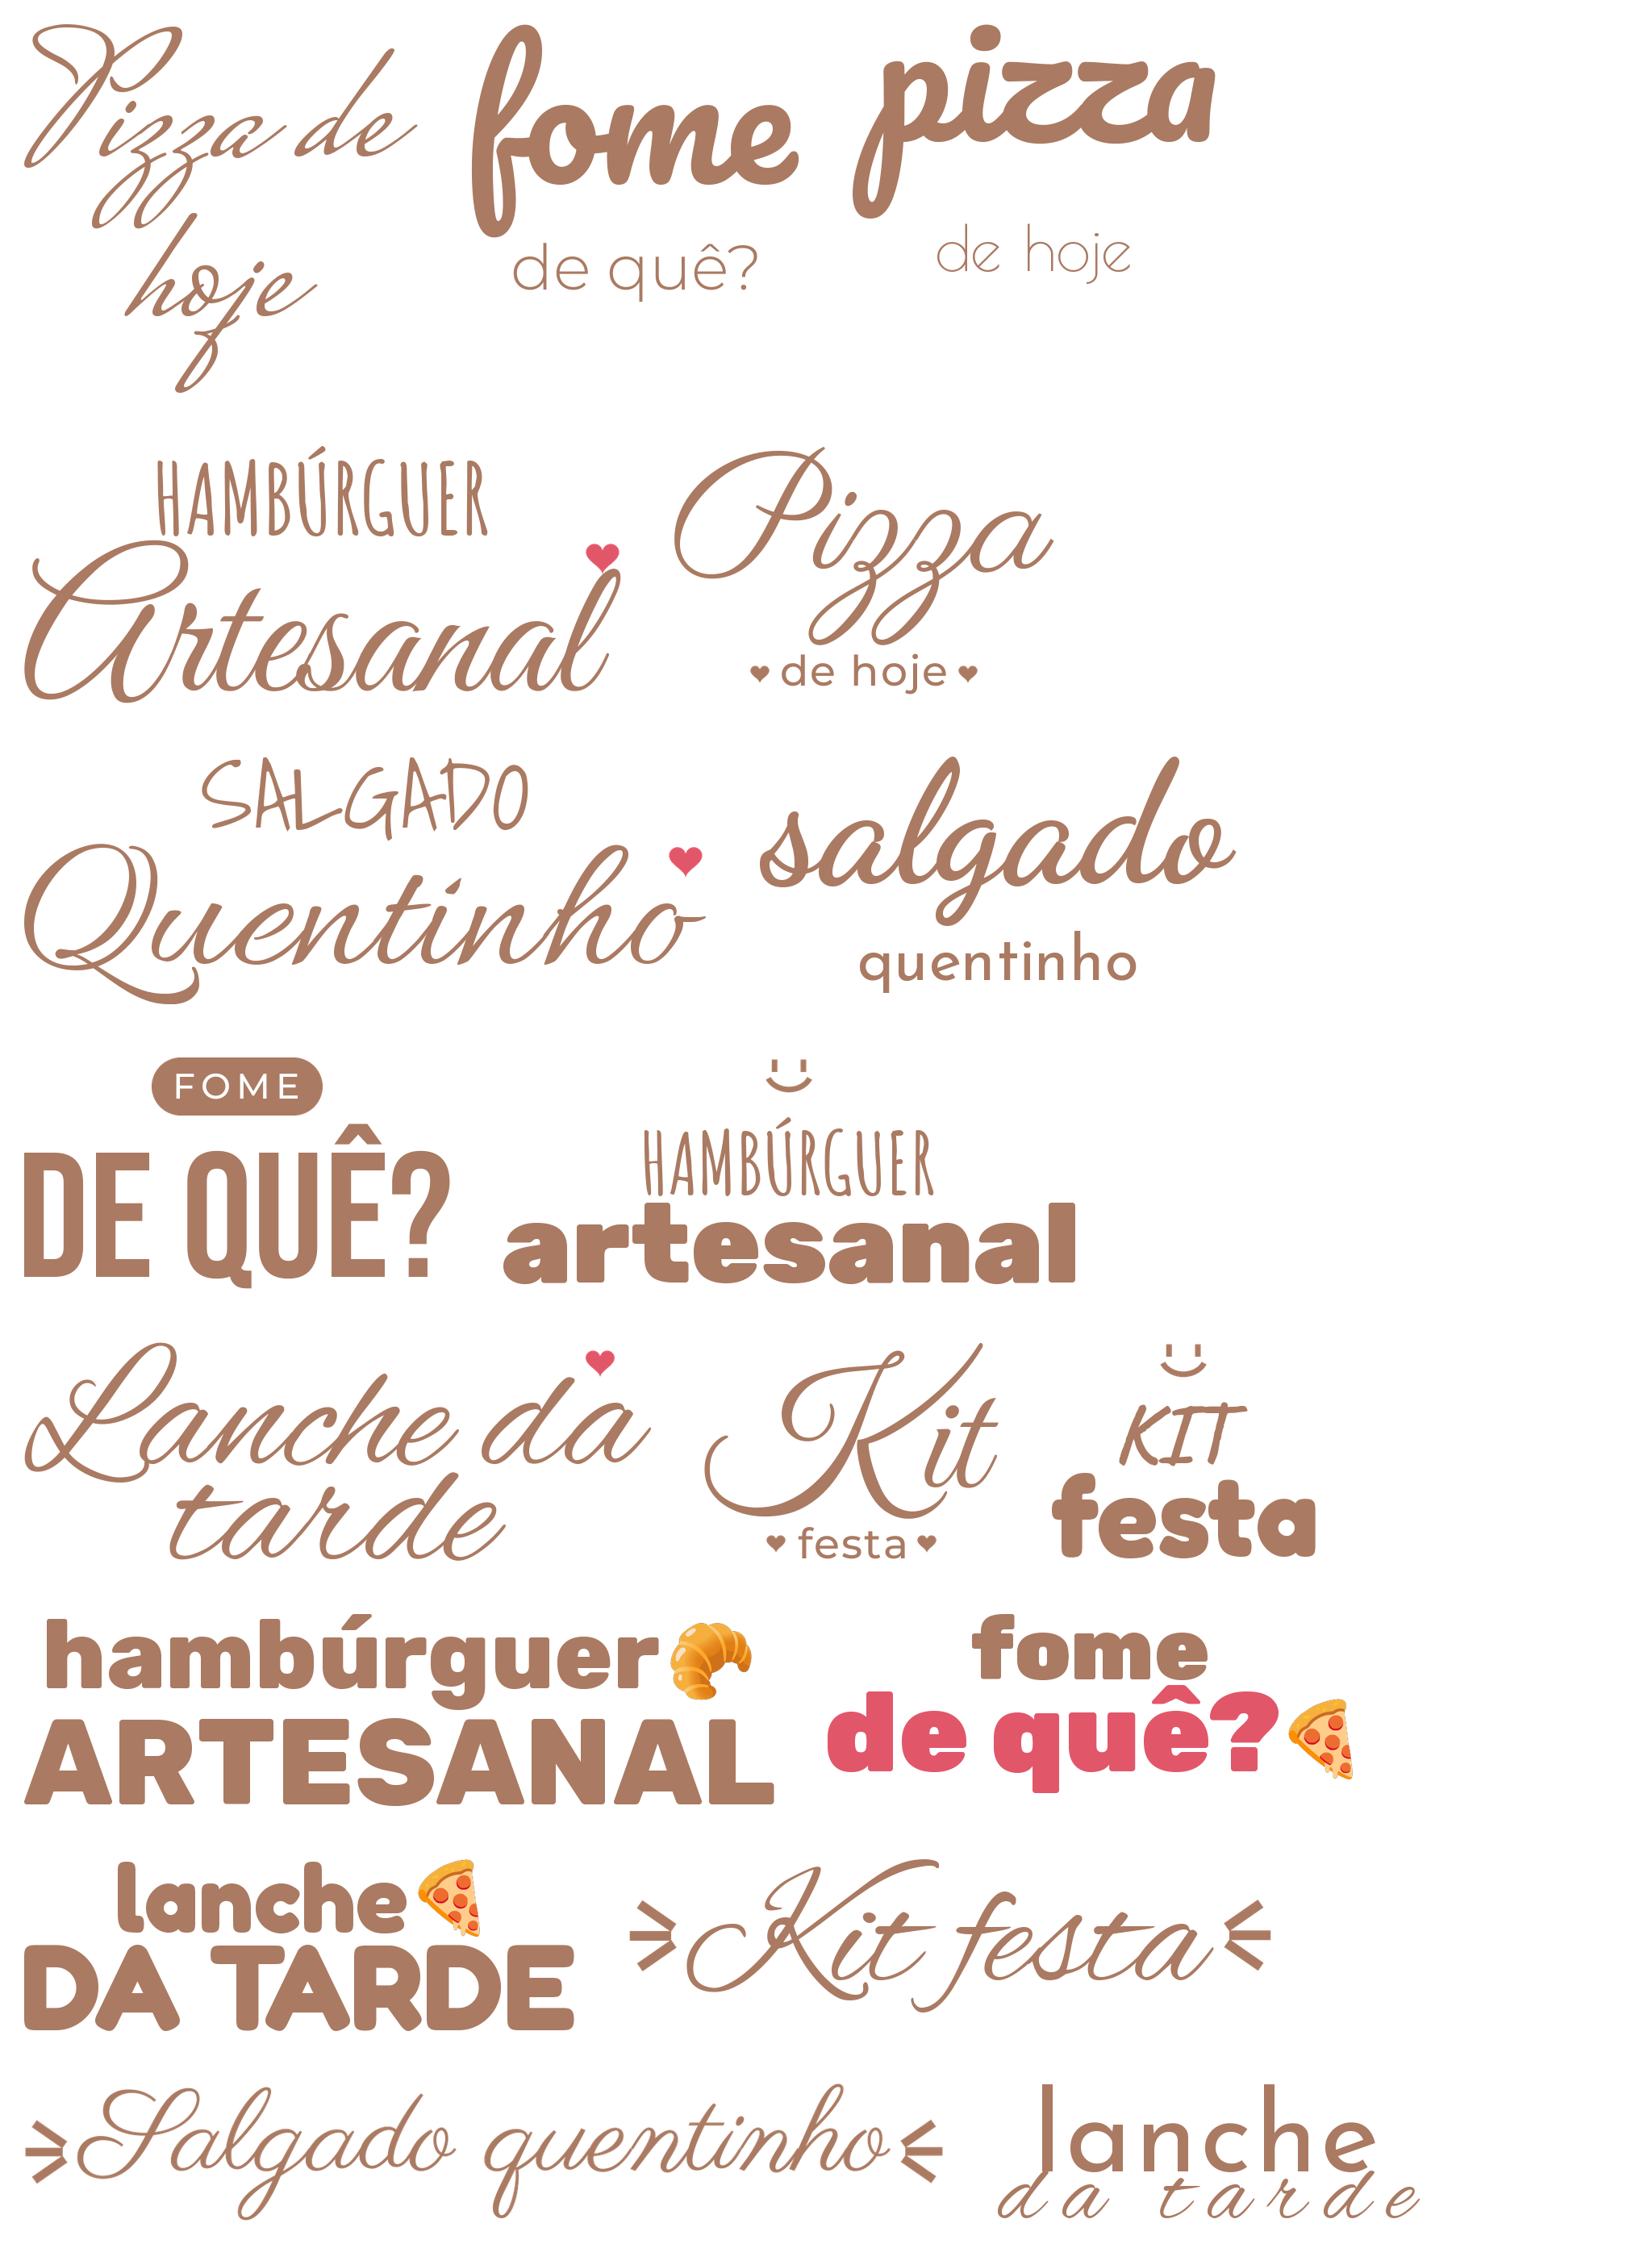 Pizza de
hoje
fome
de quê?
pizza
de hoje
HAMBÚRGUER
Artesanal
Pizza
de hoje
SALGADO
Quentinho
salgado
quentinho
FOME
DE QUÊ?
HAMBÚRGUER
artesanal
Lanche da
tarde
Kit
festa
KIT
festa
hambúrguer
ARTESANAL
fome
de quê?
lanche
DA TARDE
Kit festa
Salgado quentinho
lanche
da tarde